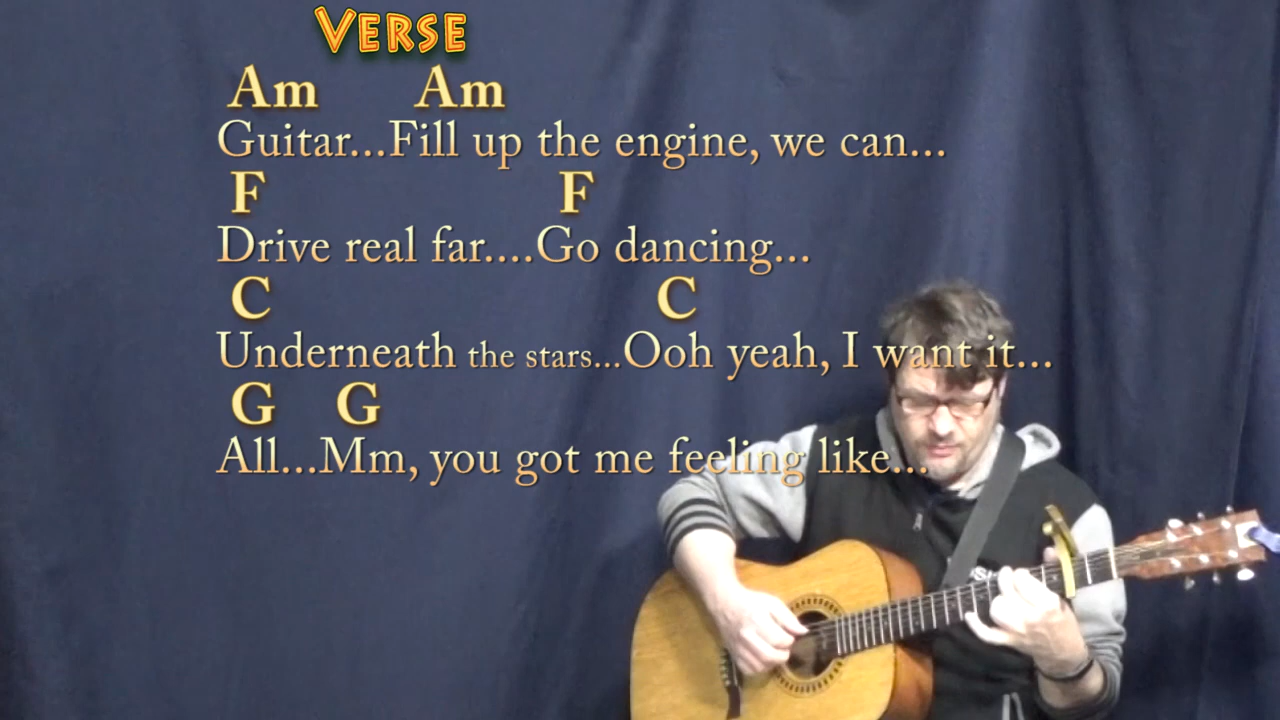 VERSE
Am Am
Guitar...Fill up the engine, we can...
F F
Drive real far....Go dancing...
C C
Underneath the stars...Ooh yeah, I want it...
G G
All...Mm, you got me feeling like...